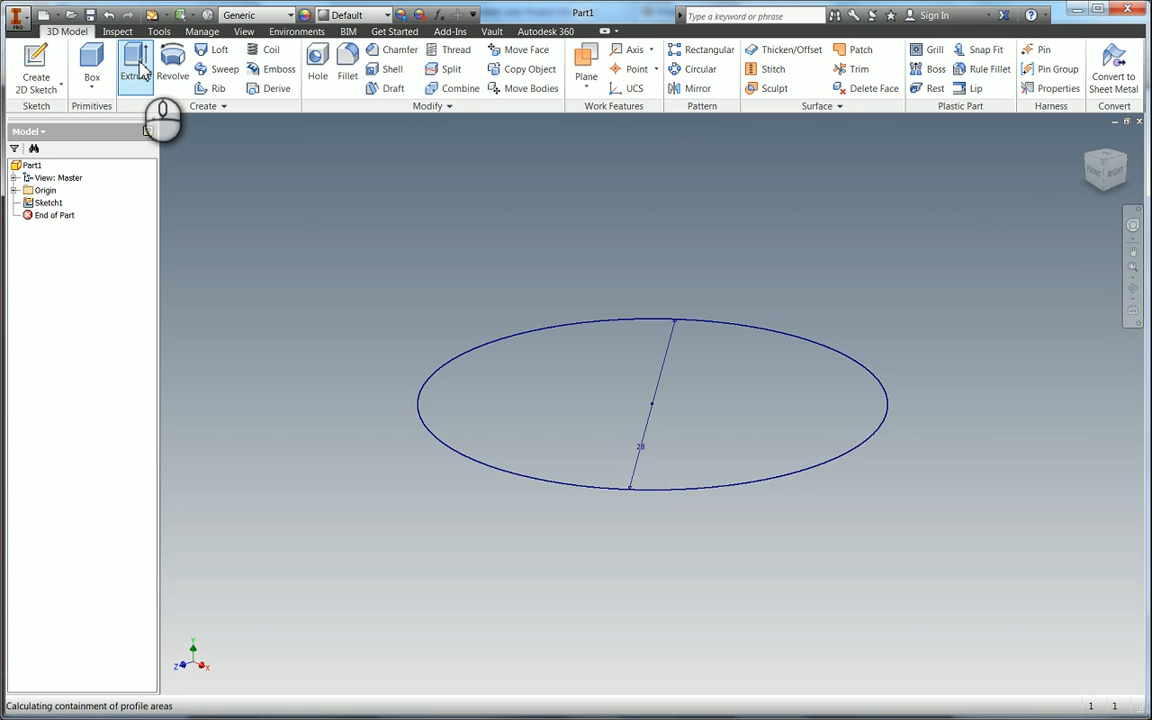 Generic Default Part1 Type a keyword or phrase Sign In
PRO 3D Model Inspect Tools Manage View Environments BIM Get Started Add-Ins Vault Autodesk 360
Create 2D Sketch Box Extrude Revolve Loft Coil Hole Fillet Chamfer Thread Move Face Plane Axis Rectangular Thicken/Offset Patch Grill Snap Fit Pin Convert to Sheet Metal
Sweep Emboss Shell Split Copy Object Point Circular Stitch Trim Boss Rule Fillet Pin Group
Rib Derive Draft Combine Move Bodies UCS Mirror Sculpt Delete Face Rest Lip Properties
Sketch Primitives Create Modify Work Features Pattern Surface Plastic Part Harness Convert
Model
Part1
View: Master
Origin
Sketch1
End of Part
FRONT RIGHT
28
Y
Z X
Calculating containment of profile areas 1 1